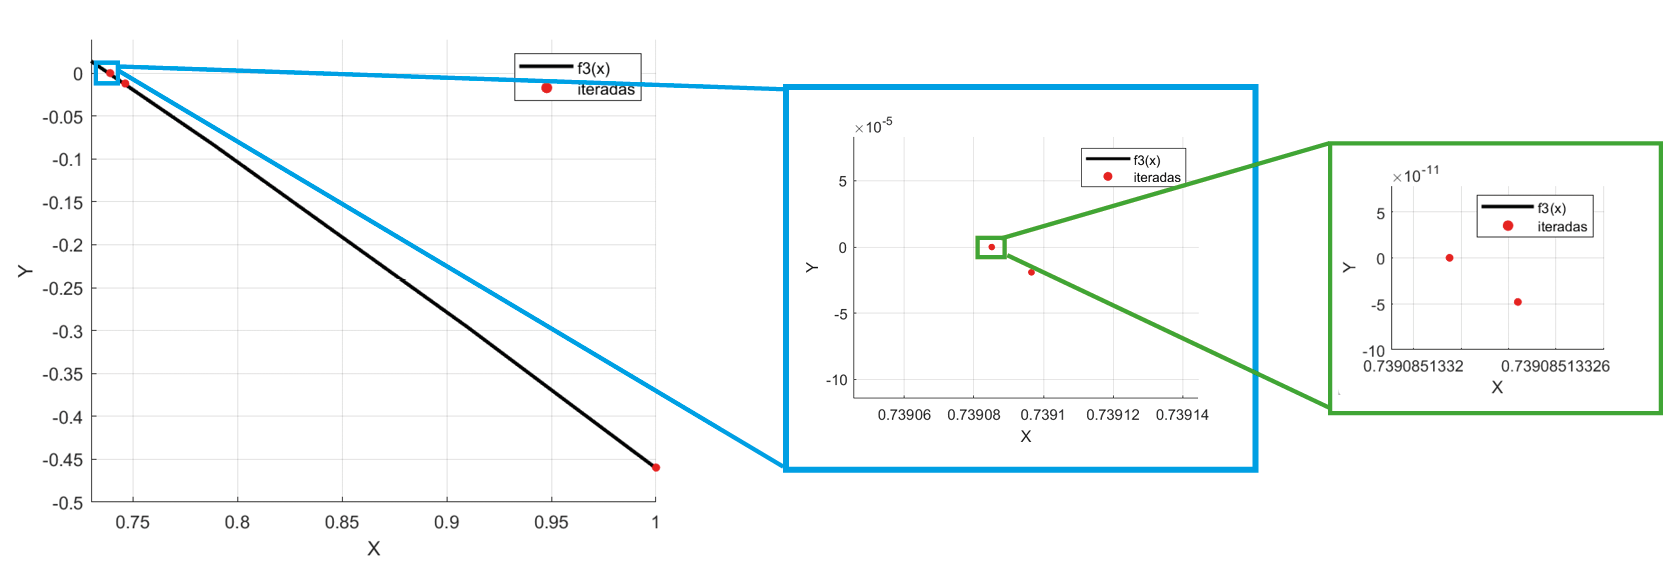 f3(x)
iteradas
0
-0.05
-0.1
-0.15
-0.2
-0.25
-0.3
-0.35
-0.4
-0.45
-0.5
Y
0.75 0.8 0.85 0.9 0.95 1
X
×10-5
f3(x)
iteradas
5
0
-5
-10
Y
0.73906 0.73908 0.7391 0.73912 0.73914
X
×10-11
f3(x)
iteradas
5
0
-5
-10
Y
0.7390851332 0.73908513326
X